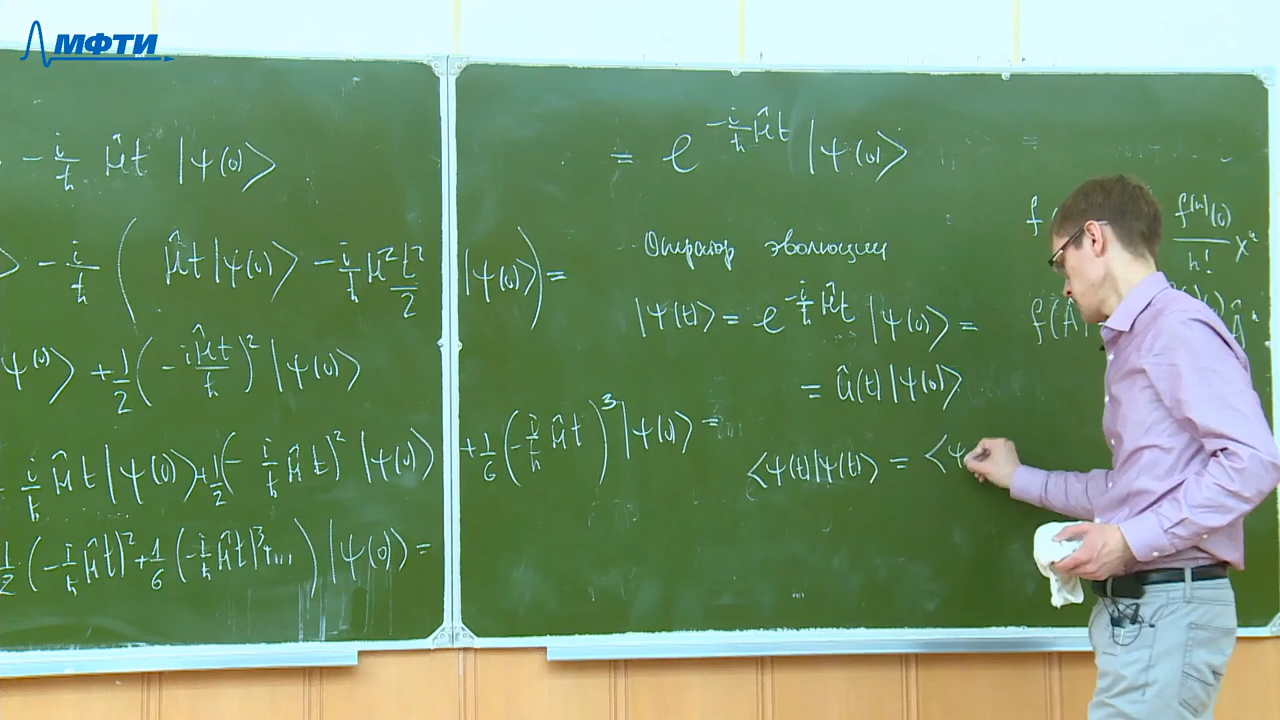 МФТИ
- i/ħ Ĥt |ψ(0)⟩
⟩ - i/ħ ( Ĥt |ψ(0)⟩ - i/ħ Ĥ² t²/2 |ψ(0)⟩ ) =
ψ(0)⟩ + 1/2 (- iĤt/ħ)² |ψ(0)⟩
- i/ħ Ĥt |ψ(0)⟩ + 1/2 (- i/ħ Ĥt)² |ψ(0)⟩ + 1/6 (- i/ħ Ĥt)³ |ψ(0)⟩ =
1/2 (- i/ħ Ĥt)² + 1/6 (- i/ħ Ĥt)³ + ... ) |ψ(0)⟩ =
= e^{- i/ħ Ĥt} |ψ(0)⟩
Оператор эволюции
|ψ(t)⟩ = e^{- i/ħ Ĥt} |ψ(0)⟩ =
= Û(t) |ψ(0)⟩
⟨ψ(t)|ψ(t)⟩ = ⟨ψ
f( f^{(n)}(0)/n! x^n
f(Â) Â^n